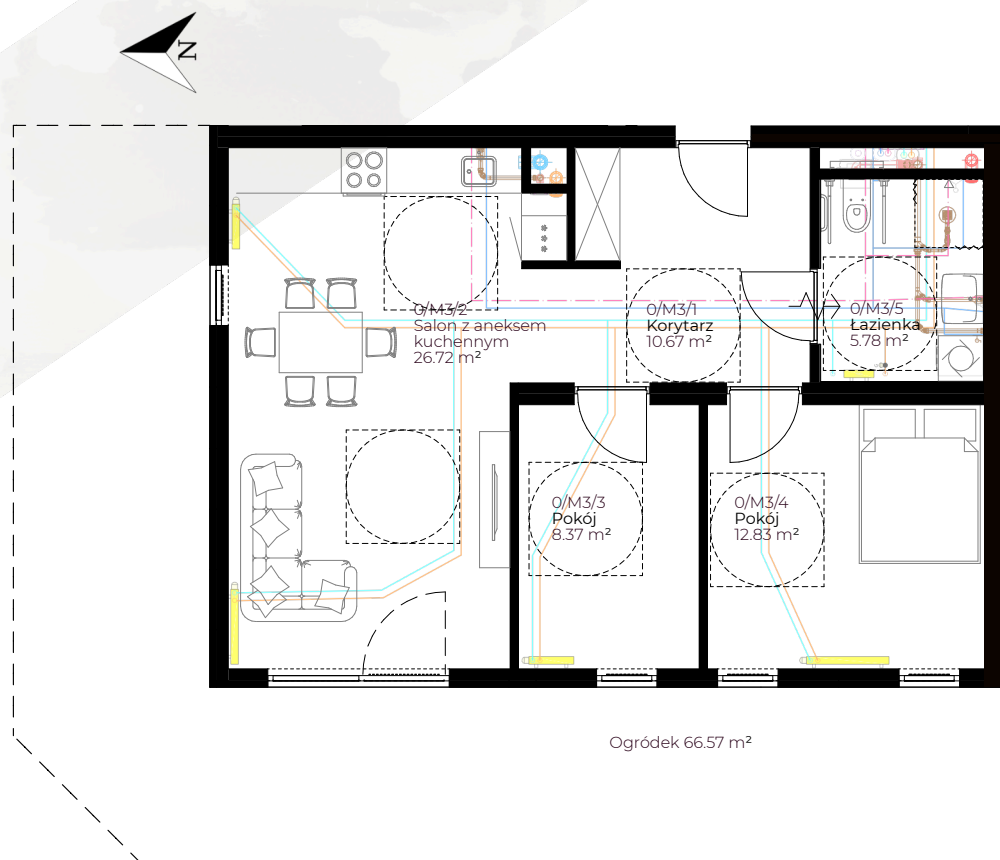 N
0/M3/2
Salon z aneksem
kuchennym
26.72 m²
0/M3/1
Korytarz
10.67 m²
0/M3/5
Łazienka
5.78 m²
0/M3/3
Pokój
8.37 m²
0/M3/4
Pokój
12.83 m²
Ogródek 66.57 m²